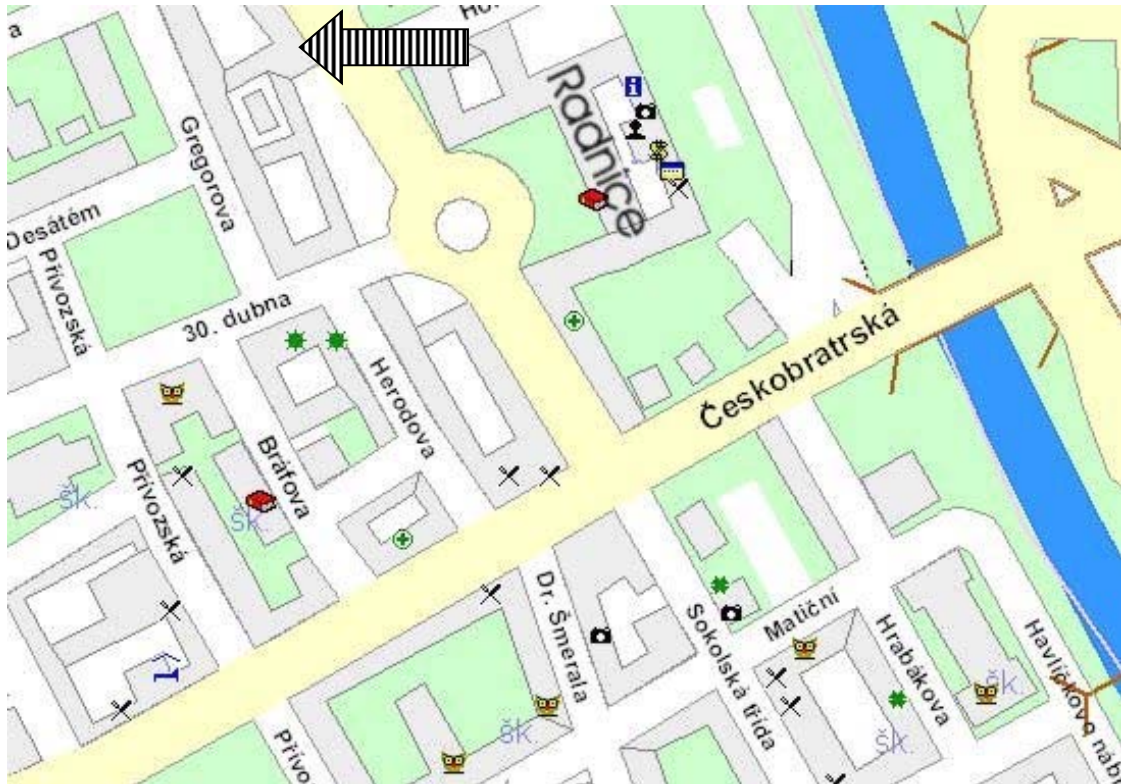 Gregorova
Radnice
Desátém
Přívozská
30. dubna
Českobratrská
Herodova
Bráfova
Přívozská
šk.
šk.
Dr. Šmerala
Sokolská třída
Matiční
Hrabákova
Havlíčkovo
šk.
šk.
šk.